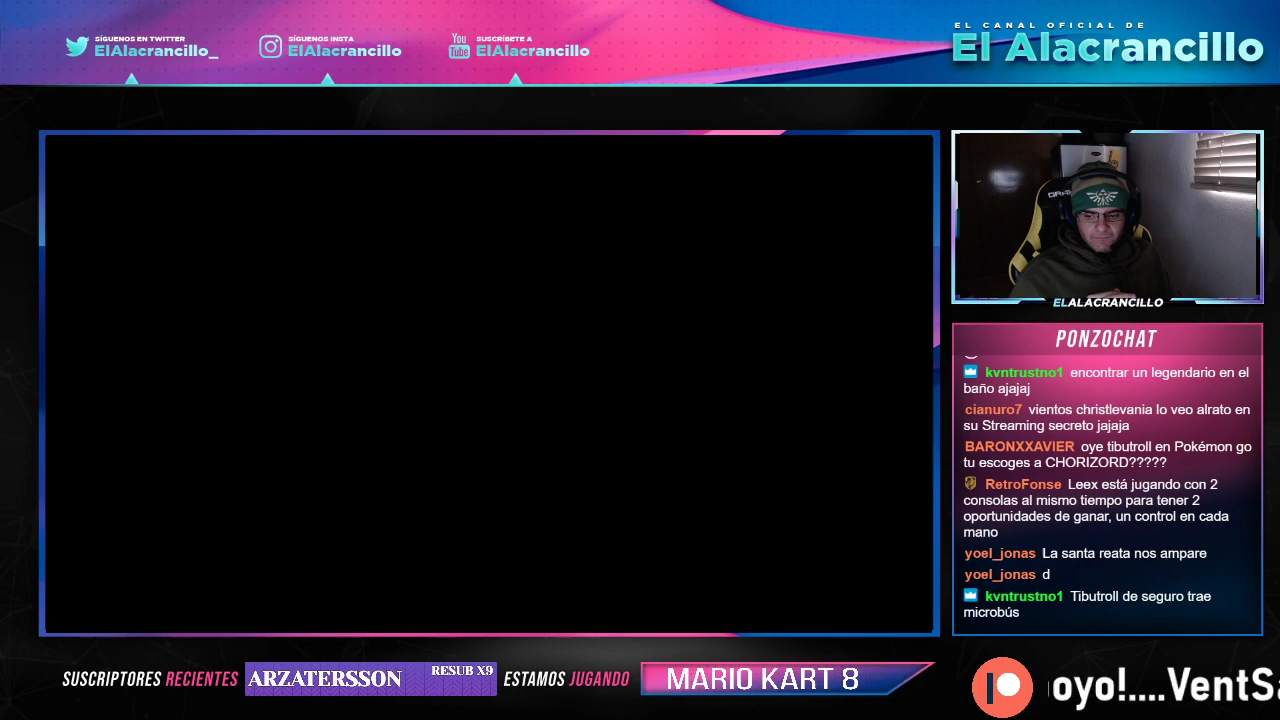 SÍGUENOS EN TWITTER
ElAlacrancillo_
SÍGUENOS INSTA
ElAlacrancillo
You
Tube
SUSCRÍBETE A
ElAlacrancillo
EL CANAL OFICIAL DE
El Alacrancillo
ELALACRANCILLO
PONZOCHAT
kvntrustno1 encontrar un legendario en el
baño ajajaj
cianuro7 vientos christlevania lo veo alrato en
su Streaming secreto jajaja
BARONXXAVIER oye tibutroll en Pokémon go
tu escoges a CHORIZORD?????
RetroFonse Leex está jugando con 2
consolas al mismo tiempo para tener 2
oportunidades de ganar, un control en cada
mano
yoel_jonas La santa reata nos ampare
yoel_jonas d
kvntrustno1 Tibutroll de seguro trae
microbús
SUSCRIPTORES RECIENTES
ARZATERSSON
RESUB X9
ESTAMOS JUGANDO
MARIO KART 8
oyo!....VentSa